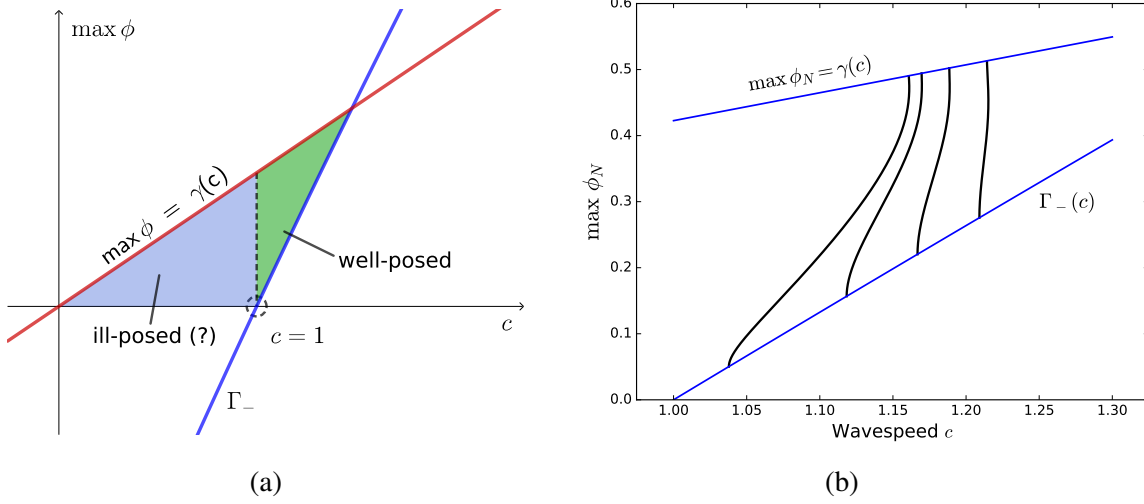 max ϕ
max ϕ = γ(c)
well-posed
ill-posed (?)
c = 1
c
Γ₋
(a)
0.6
0.5
0.4
0.3
0.2
0.1
0.0
max ϕ_N
max ϕ_N = γ(c)
Γ₋(c)
1.00 1.05 1.10 1.15 1.20 1.25 1.30
Wavespeed c
(b)